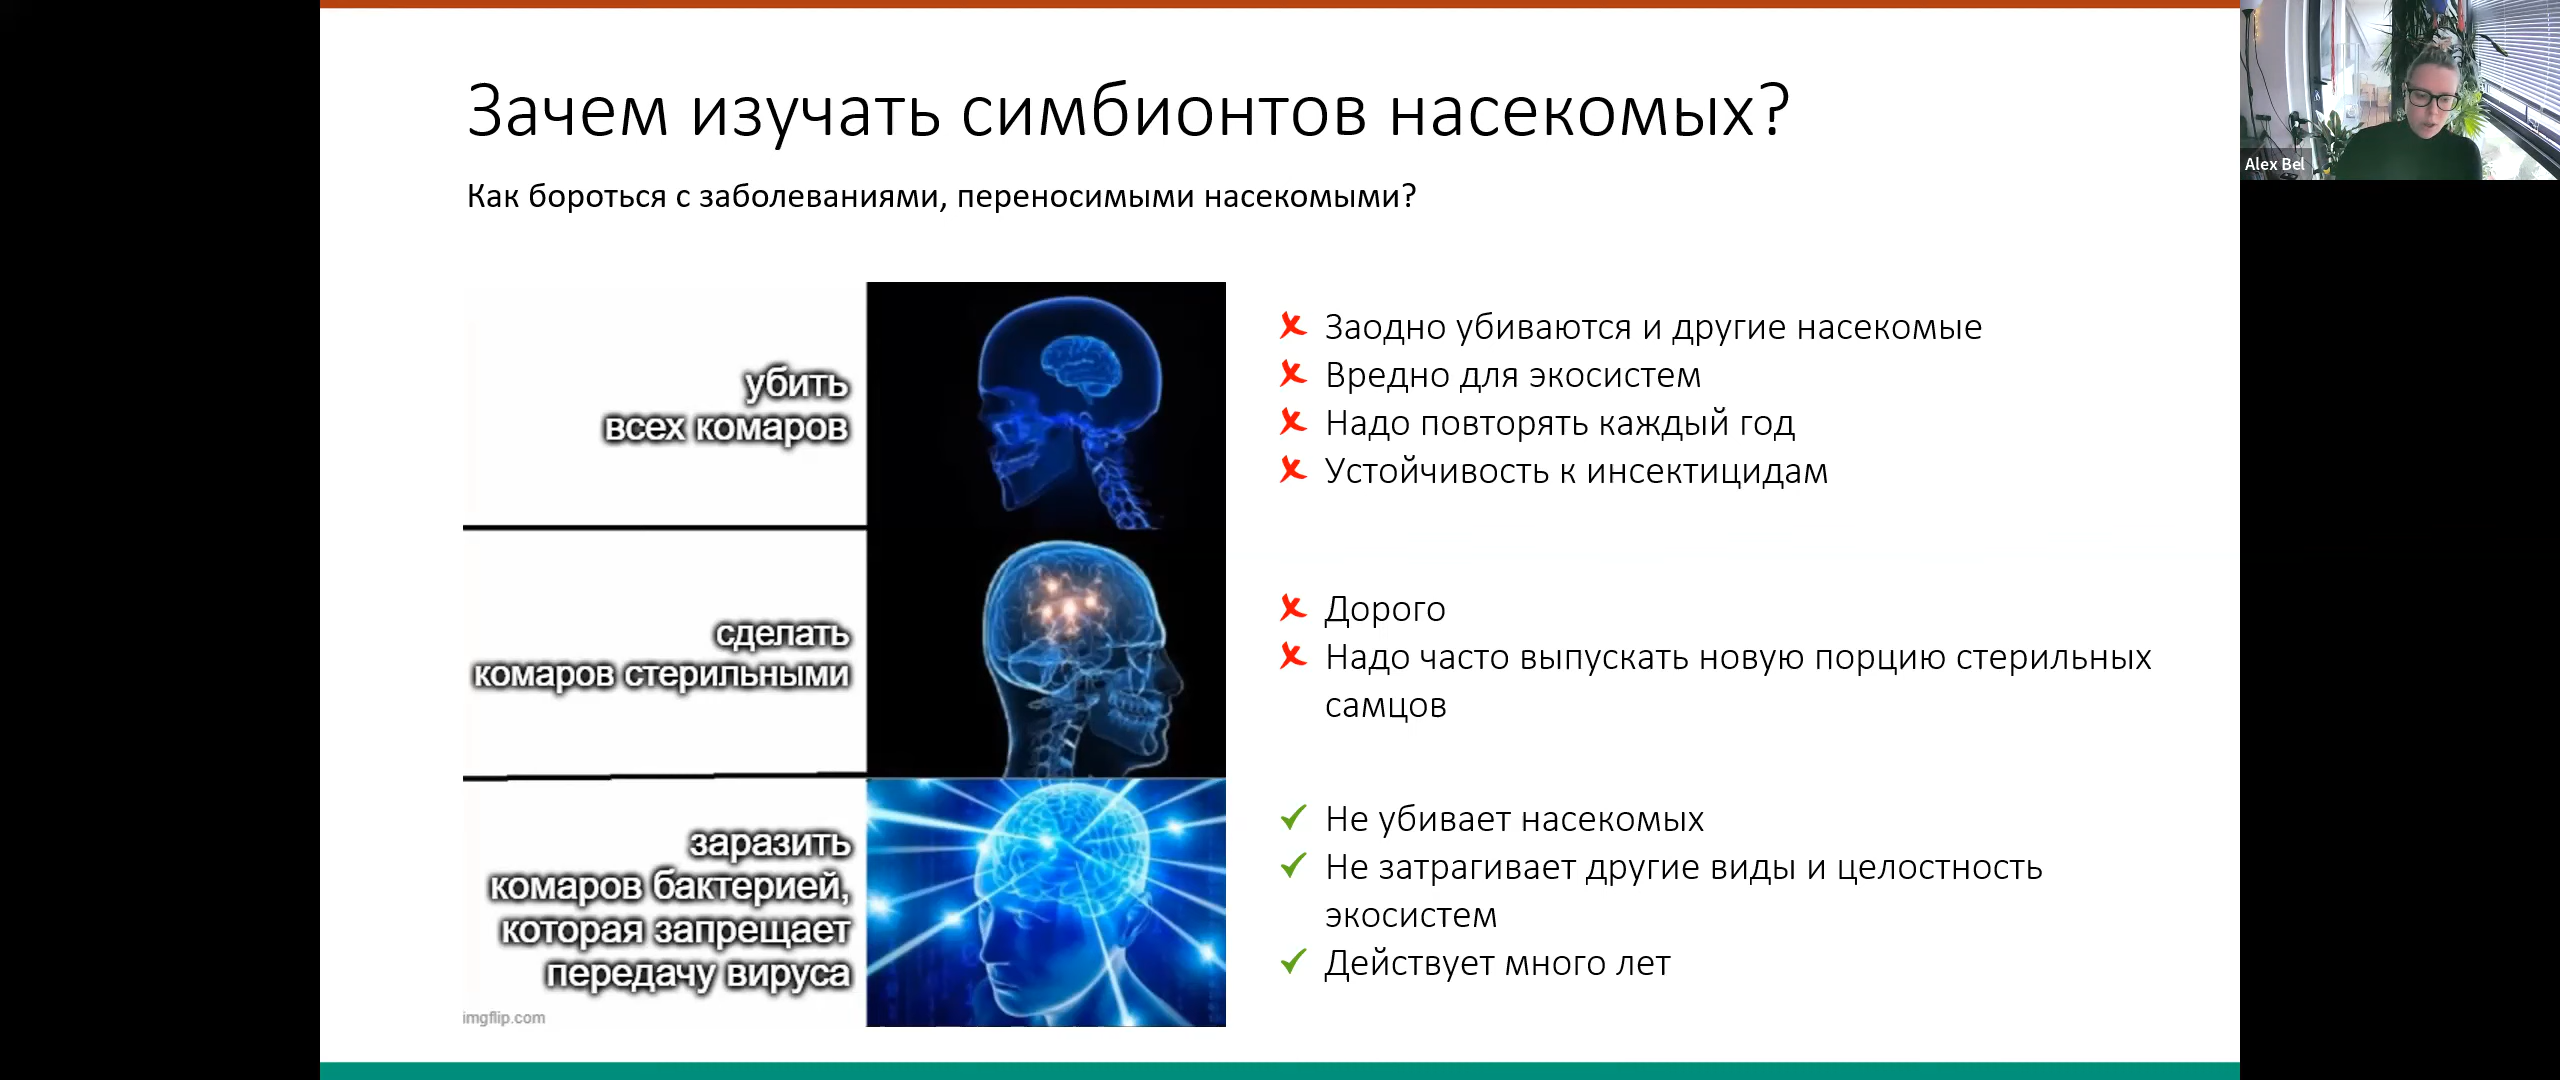 Зачем изучать симбионтов насекомых?
Как бороться с заболеваниями, переносимыми насекомыми?
убить
всех комаров
Заодно убиваются и другие насекомые
Вредно для экосистем
Надо повторять каждый год
Устойчивость к инсектицидам
сделать
комаров стерильными
Дорого
Надо часто выпускать новую порцию стерильных
самцов
заразить
комаров бактерией,
которая запрещает
передачу вируса
Не убивает насекомых
Не затрагивает другие виды и целостность
экосистем
Действует много лет
imgflip.com
Alex Bel